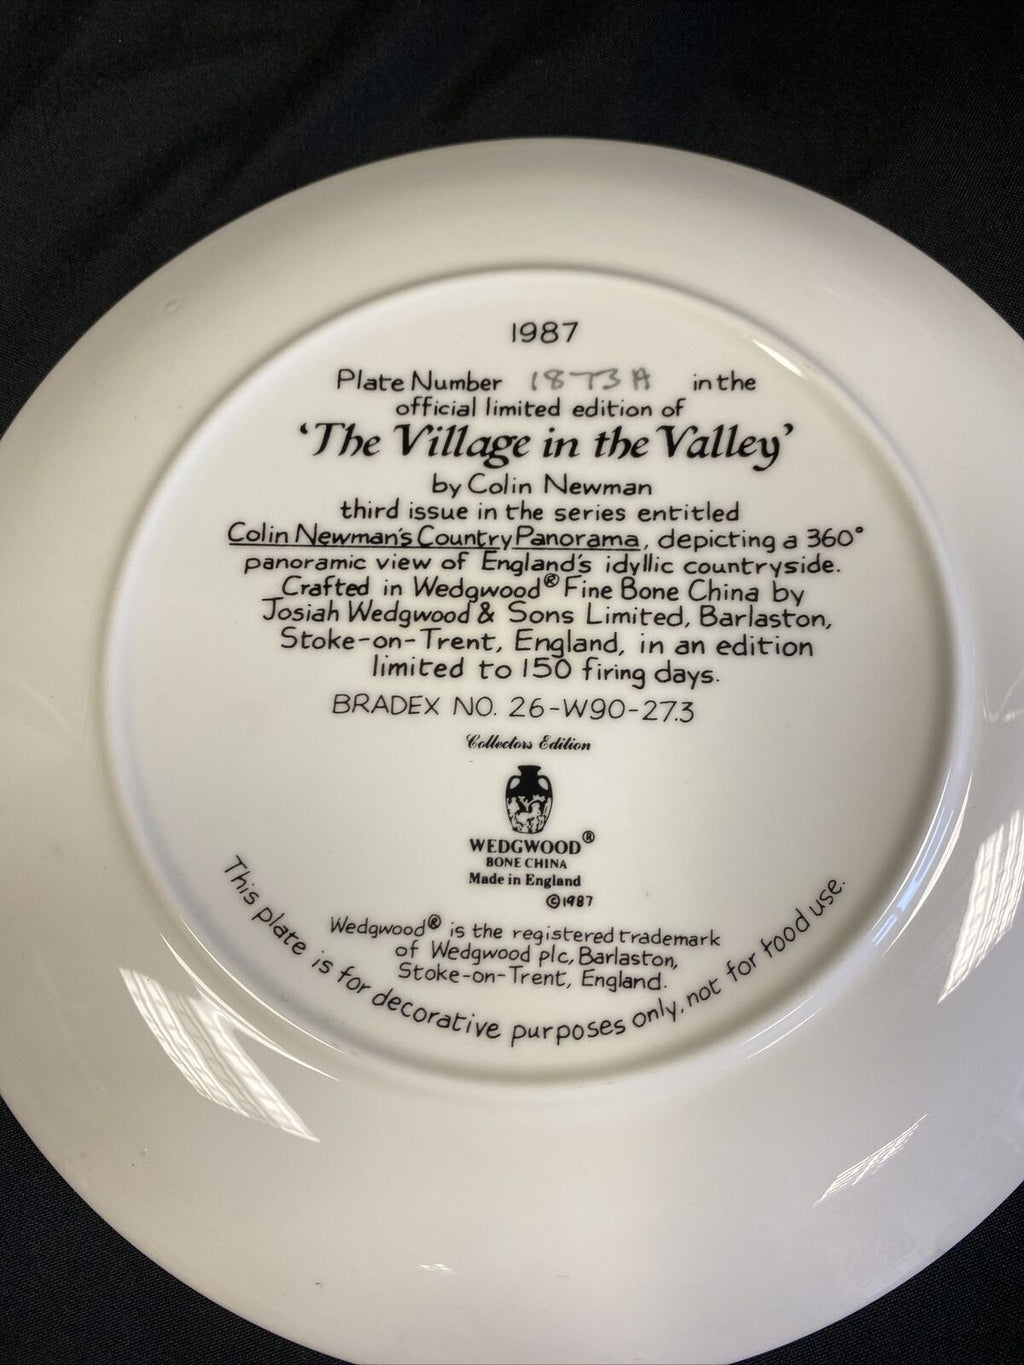 1987
Plate Number 1873A in the
official limited edition of
‘The Village in the Valley’
by Colin Newman
third issue in the series entitled
Colin Newman's Country Panorama, depicting a 360°
panoramic view of England's idyllic countryside.
Crafted in Wedgwood® Fine Bone China by
Josiah Wedgwood & Sons Limited, Barlaston,
Stoke-on-Trent, England, in an edition
limited to 150 firing days.
BRADEX NO. 26-W90-27.3
Collectors Edition
WEDGWOOD®
BONE CHINA
Made in England
©1987
Wedgwood® is the registered trademark
of Wedgwood plc, Barlaston,
Stoke-on-Trent, England.
This plate is for decorative purposes only, not for food use.